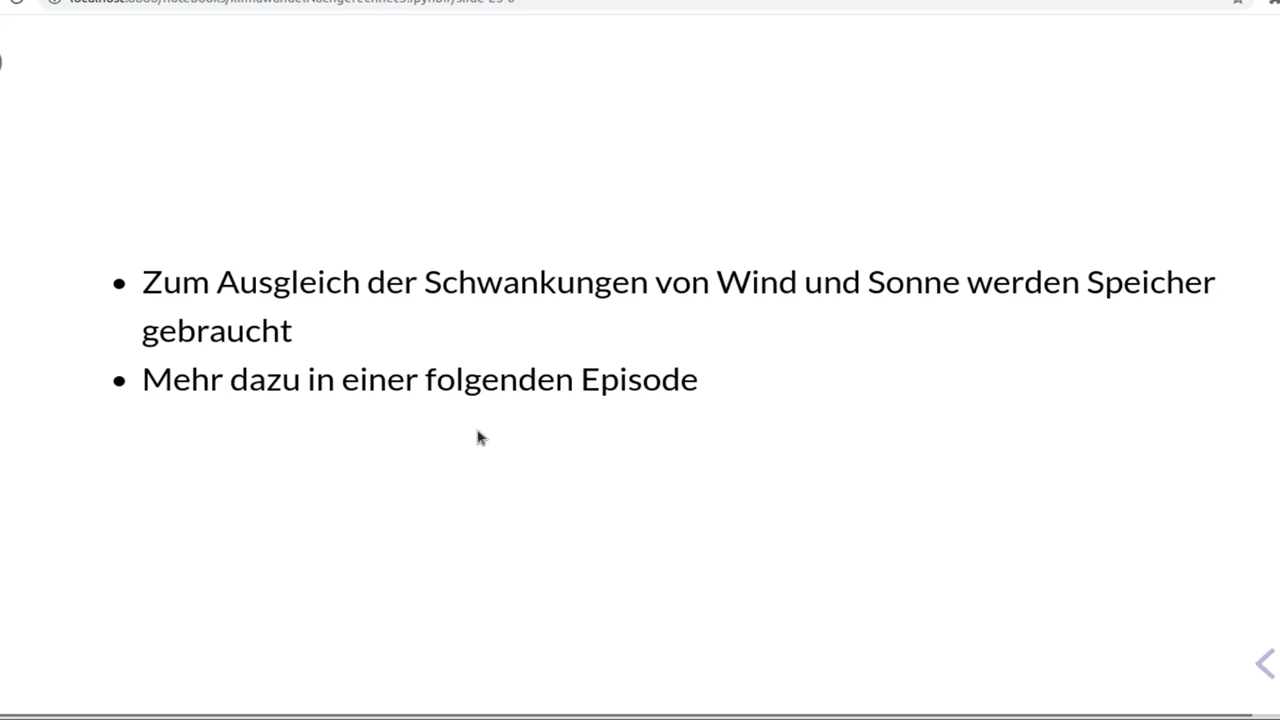 Zum Ausgleich der Schwankungen von Wind und Sonne werden Speicher
gebraucht
Mehr dazu in einer folgenden Episode